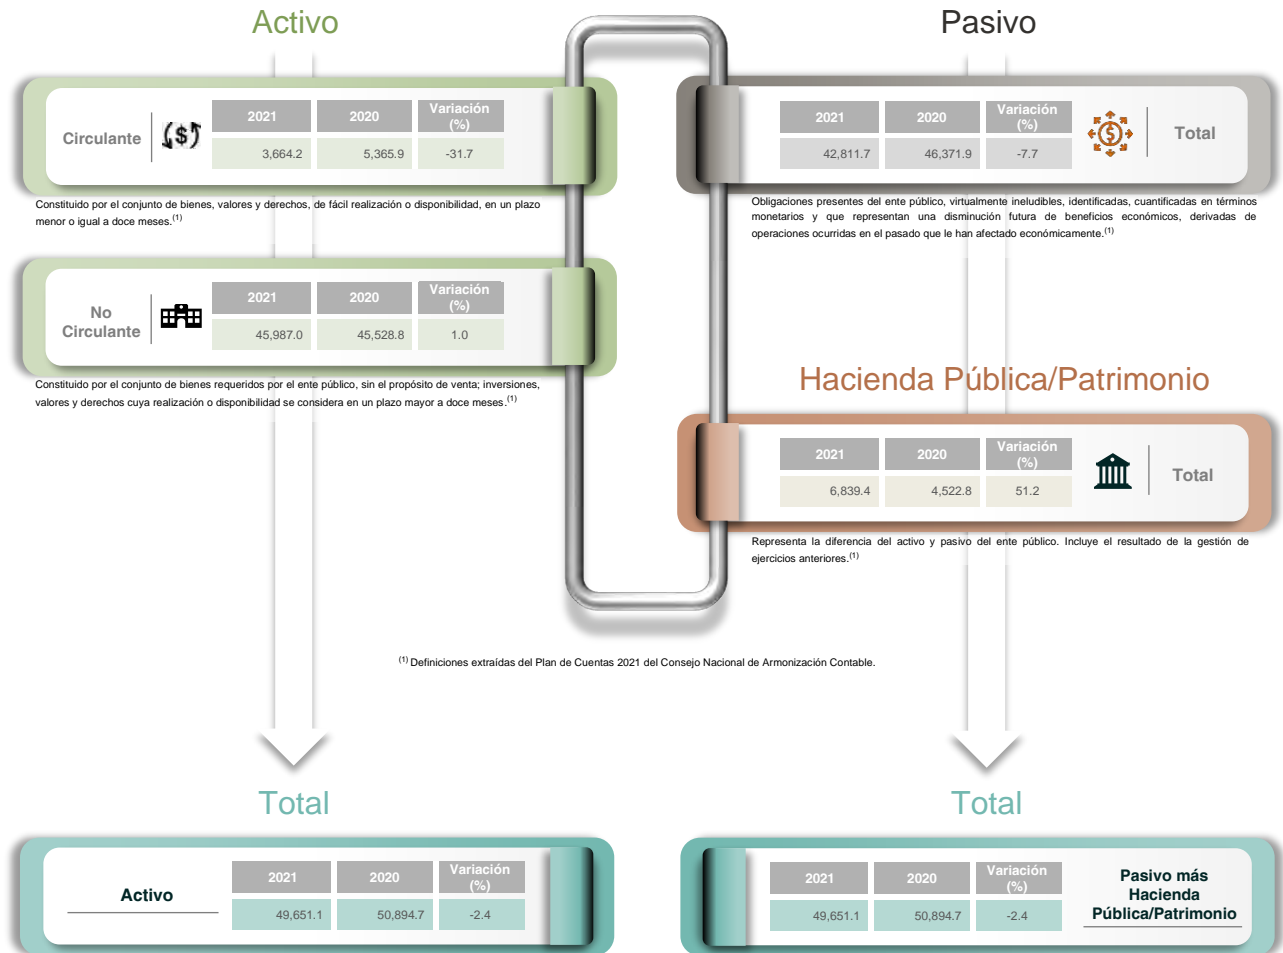 Activo
Circulante
2021 2020 Variación (%)
3,664.2 5,365.9 -31.7
Constituido por el conjunto de bienes, valores y derechos, de fácil realización o disponibilidad, en un plazo
menor o igual a doce meses.(1)
No
Circulante
2021 2020 Variación (%)
45,987.0 45,528.8 1.0
Constituido por el conjunto de bienes requeridos por el ente público, sin el propósito de venta; inversiones,
valores y derechos cuya realización o disponibilidad se considera en un plazo mayor a doce meses.(1)
Pasivo
2021 2020 Variación (%)
42,811.7 46,371.9 -7.7
Total
Obligaciones presentes del ente público, virtualmente ineludibles, identificadas, cuantificadas en términos
monetarios y que representan una disminución futura de beneficios económicos, derivadas de
operaciones ocurridas en el pasado que le han afectado económicamente.(1)
Hacienda Pública/Patrimonio
2021 2020 Variación (%)
6,839.4 4,522.8 51.2
Total
Representa la diferencia del activo y pasivo del ente público. Incluye el resultado de la gestión de
ejercicios anteriores.(1)
(1) Definiciones extraídas del Plan de Cuentas 2021 del Consejo Nacional de Armonización Contable.
Total
Activo
2021 2020 Variación (%)
49,651.1 50,894.7 -2.4
Total
2021 2020 Variación (%)
49,651.1 50,894.7 -2.4
Pasivo más
Hacienda
Pública/Patrimonio